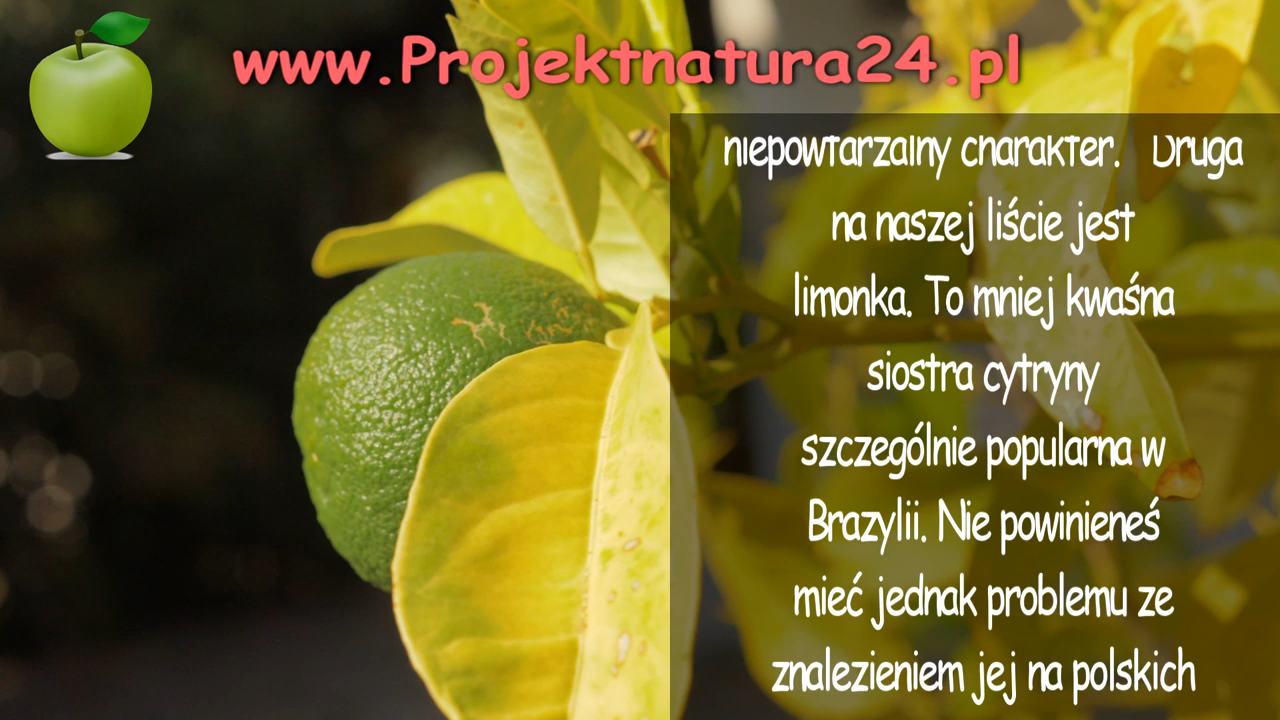 www.Projektnatura24.pl
niepowtarzalny charakter. Druga
na naszej liście jest
limonka. To mniej kwaśna
siostra cytryny
szczególnie popularna w
Brazylii. Nie powinieneś
mieć jednak problemu ze
znalezieniem jej na polskich